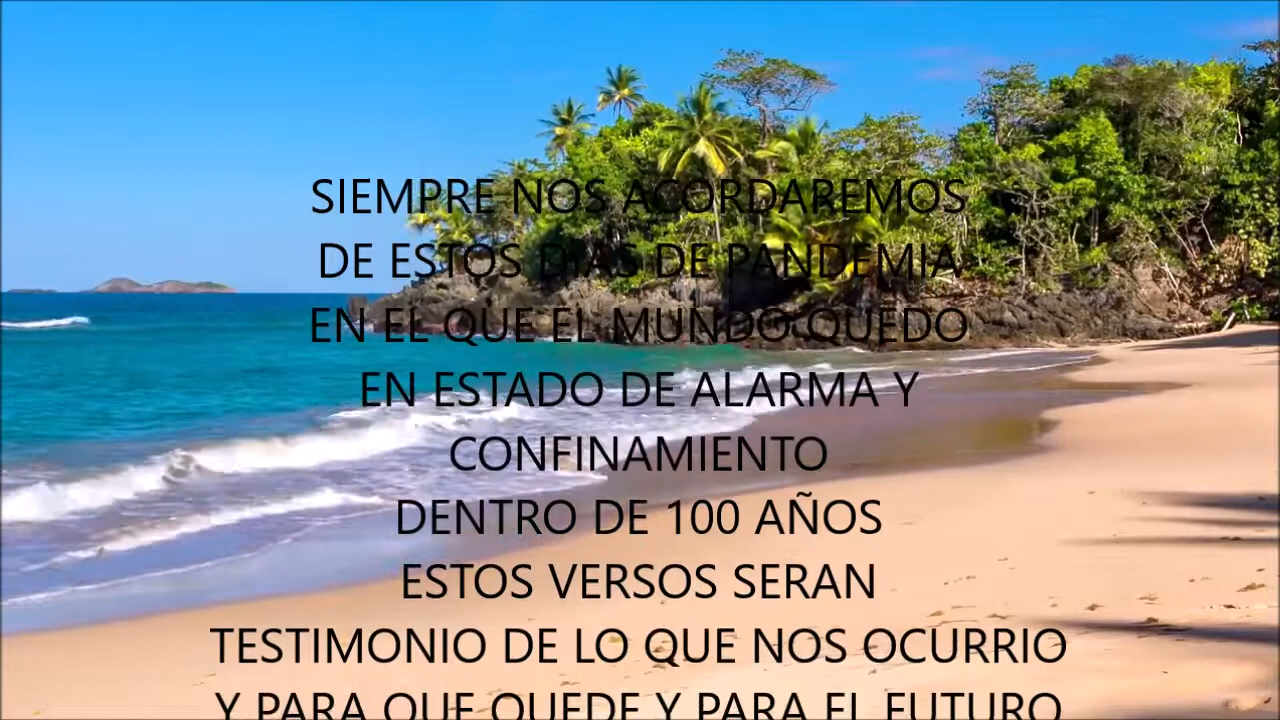 SIEMPRE NOS ACORDAREMOS
DE ESTOS DIAS DE PANDEMIA
EN EL QUE EL MUNDO QUEDO
EN ESTADO DE ALARMA Y
CONFINAMIENTO
DENTRO DE 100 AÑOS
ESTOS VERSOS SERAN
TESTIMONIO DE LO QUE NOS OCURRIO
Y PARA QUE QUEDE Y PARA EL FUTURO